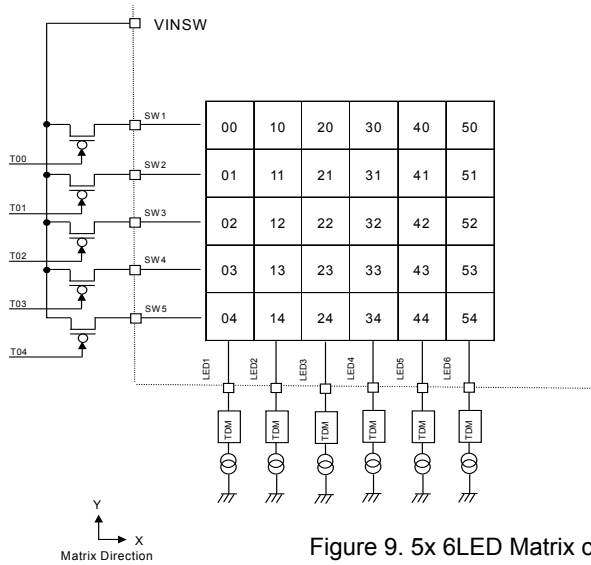 VINSW
SW1
T00
SW2
T01
SW3
T02
SW4
T03
SW5
T04
00 10 20 30 40 50
01 11 21 31 41 51
02 12 22 32 42 52
03 13 23 33 43 53
04 14 24 34 44 54
LED1 LED2 LED3 LED4 LED5 LED6
TDM TDM TDM TDM TDM TDM
Y
X
Matrix Direction
Figure 9. 5x 6LED Matrix c